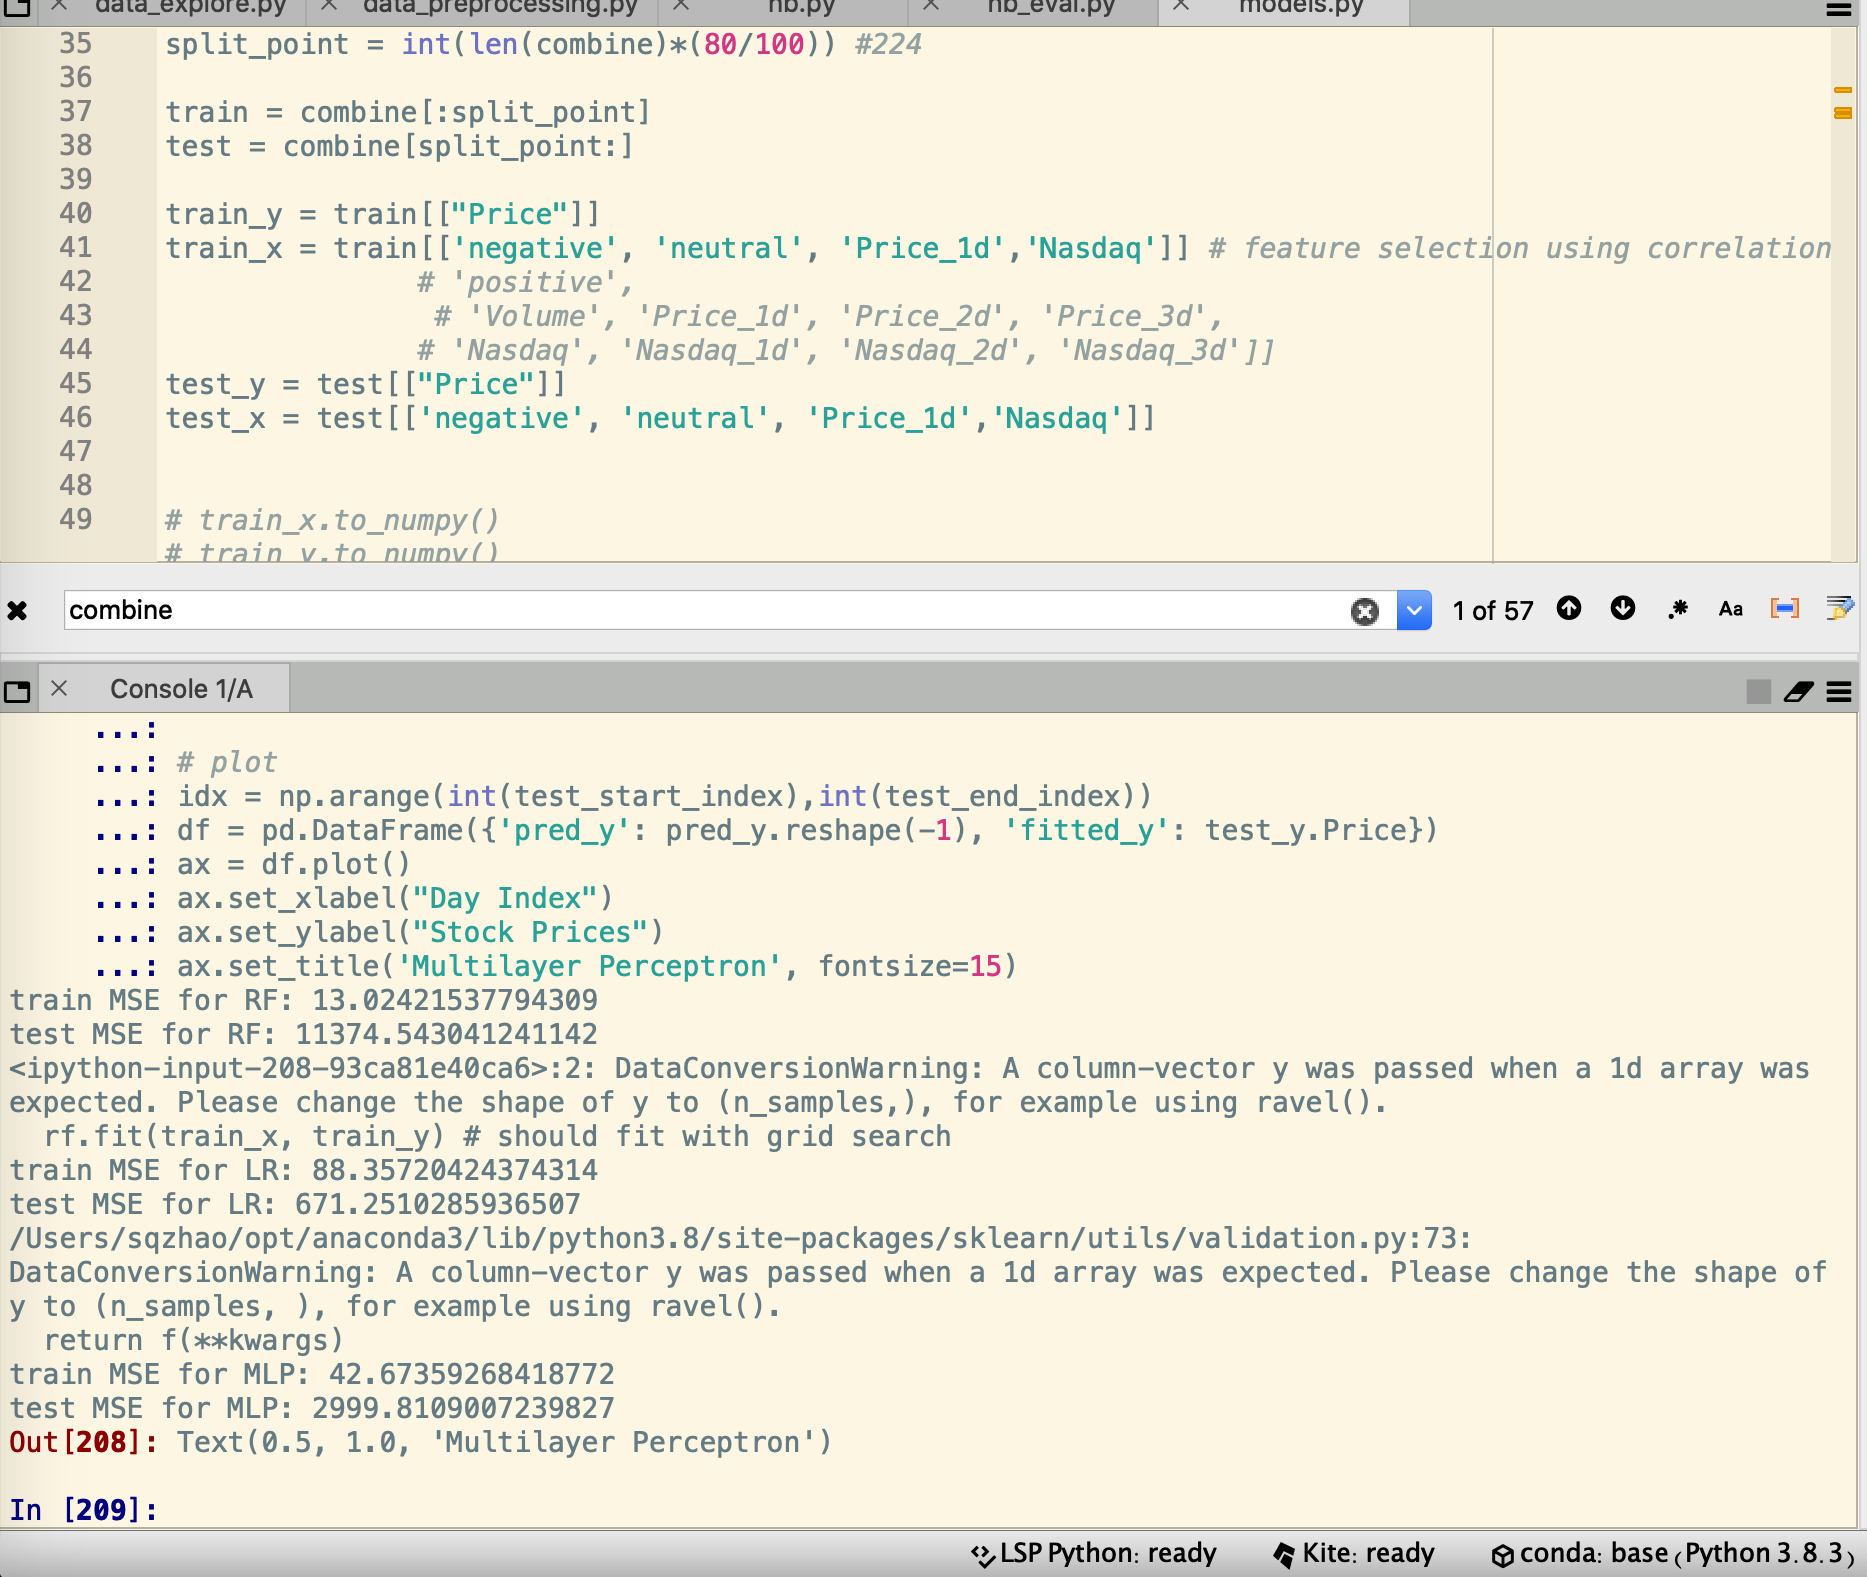 data_explore.py
data_preprocessing.py
nb.py
nb_eval.py
models.py
35 split_point = int(len(combine)*(80/100)) #224
36
37 train = combine[:split_point]
38 test = combine[split_point:]
39
40 train_y = train[["Price"]]
41 train_x = train[['negative', 'neutral', 'Price_1d','Nasdaq']] # feature selection using correlation
42 # 'positive',
43 # 'Volume', 'Price_1d', 'Price_2d', 'Price_3d',
44 # 'Nasdaq', 'Nasdaq_1d', 'Nasdaq_2d', 'Nasdaq_3d']]
45 test_y = test[["Price"]]
46 test_x = test[['negative', 'neutral', 'Price_1d','Nasdaq']]
47
48
49 # train_x.to_numpy()
# train_y.to_numpy()
combine
1 of 57
.* Aa
Console 1/A
...:
...: # plot
...: idx = np.arange(int(test_start_index),int(test_end_index))
...: df = pd.DataFrame({'pred_y': pred_y.reshape(-1), 'fitted_y': test_y.Price})
...: ax = df.plot()
...: ax.set_xlabel("Day Index")
...: ax.set_ylabel("Stock Prices")
...: ax.set_title('Multilayer Perceptron', fontsize=15)
train MSE for RF: 13.02421537794309
test MSE for RF: 11374.543041241142
<ipython-input-208-93ca81e40ca6>:2: DataConversionWarning: A column-vector y was passed when a 1d array was
expected. Please change the shape of y to (n_samples,), for example using ravel().
rf.fit(train_x, train_y) # should fit with grid search
train MSE for LR: 88.35720424374314
test MSE for LR: 671.2510285936507
/Users/sqzhao/opt/anaconda3/lib/python3.8/site-packages/sklearn/utils/validation.py:73:
DataConversionWarning: A column-vector y was passed when a 1d array was expected. Please change the shape of
y to (n_samples, ), for example using ravel().
return f(**kwargs)
train MSE for MLP: 42.67359268418772
test MSE for MLP: 2999.8109007239827
Out[208]: Text(0.5, 1.0, 'Multilayer Perceptron')
In [209]:
LSP Python: ready
Kite: ready
conda: base (Python 3.8.3)